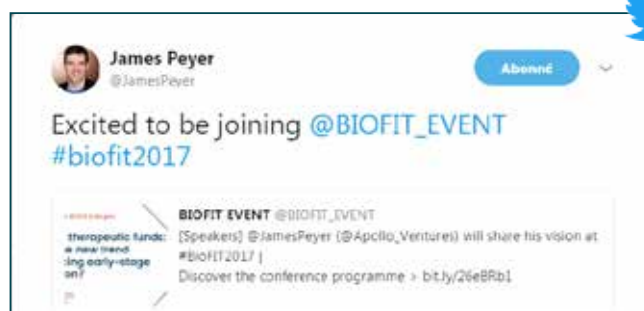 James Peyer
@JamesPeyer
Abonné
Excited to be joining @BIOFIT_EVENT
#biofit2017
BIOFIT EVENT @BIOFIT_EVENT
therapeutic funds: [Speakers] @JamesPeyer (@Apollo_Ventures) will share his vision at
a new trend #BIOFIT2017 |
ing early-stage Discover the conference programme > bit.ly/26eBRb1
on?